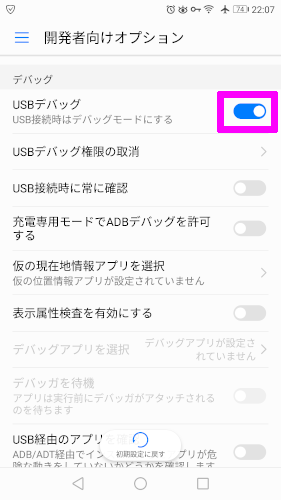 74 22:07
開発者向けオプション
デバッグ
USBデバッグ
USB接続時はデバッグモードにする
USBデバッグ権限の取消
USB接続時に常に確認
充電専用モードでADBデバッグを許可
する
仮の現在地情報アプリを選択
仮の位置情報アプリが設定されていません
表示属性検査を有効にする
デバッグアプリを選択 デバッグアプリが設定さ
れていません
デバッガを待機
アプリは実行前にデバッガがアタッチされるの
を待ちます
USB経由のアプリを
初期設定に戻す
ADB/ADT経由でイン アプリが危
険な動きをしていないかどうかを確認します